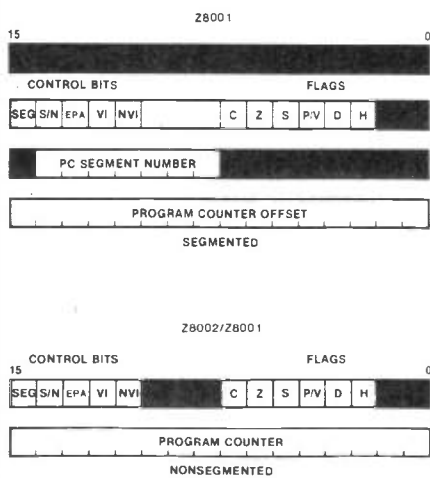 Z8001
15 0
CONTROL BITS FLAGS
SEG S/N EPA VI NVI C Z S P/V D H
PC SEGMENT NUMBER
PROGRAM COUNTER OFFSET
SEGMENTED
Z8002/Z8001
CONTROL BITS FLAGS
15 0
SEG S/N EPA VI NVI C Z S P/V D H
PROGRAM COUNTER
NONSEGMENTED